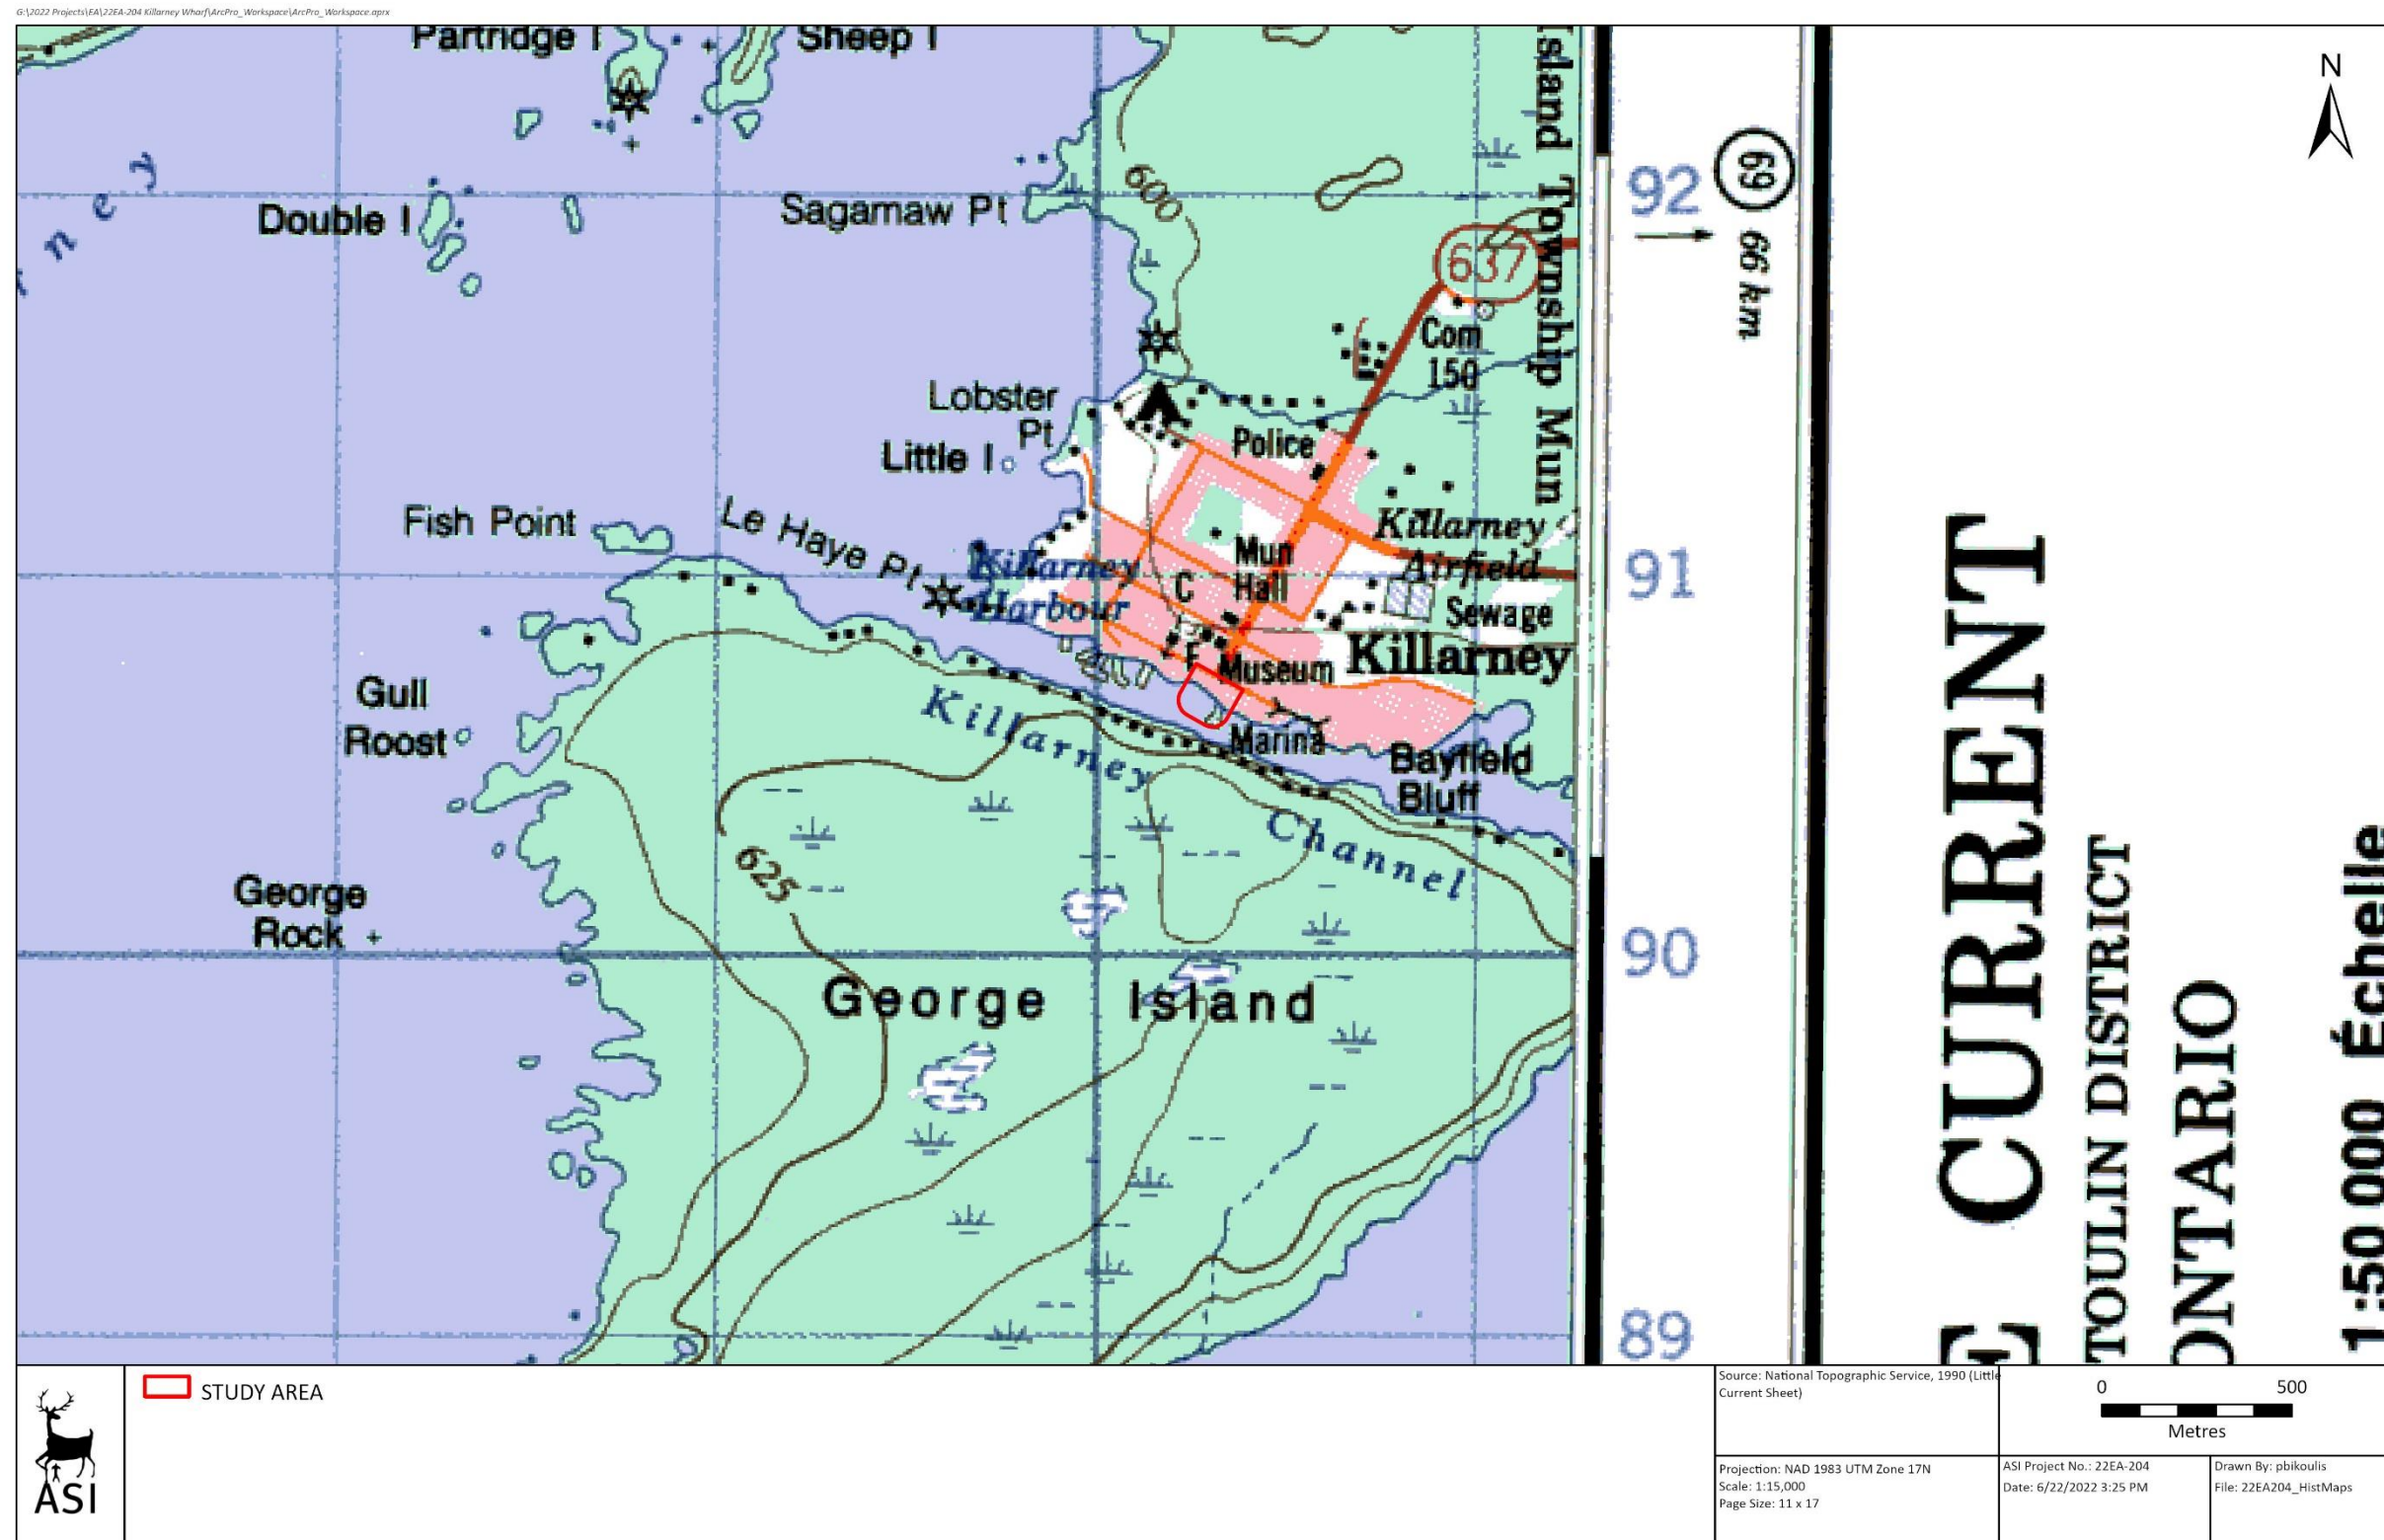 G:\2022 Projects\EA\22EA-204 Killarney Wharf\ArcPro_Workspace\ArcPro_Workspace.aprx
Partridge I
Sheep I
N
n e y
Double I
Sagamaw Pt
600
637
Com
150
Island Township Mun
92
69
66 km
Lobster
Pt
Little I
Police
Fish Point
Le Haye Pt
Killarney
Harbour
Mun
Hall
C
Killarney
Airfield
Sewage
91
Killarney
F
Museum
Marina
Gull
Roost
Killarney Channel
Bayfield
Bluff
625
George
Rock
90
George Island
89
E CURRENT
TOULIN DISTRICT
ONTARIO
1:50 000 Échelle
ASI
STUDY AREA
Source: National Topographic Service, 1990 (Little
Current Sheet)
0 500
Metres
Projection: NAD 1983 UTM Zone 17N
Scale: 1:15,000
Page Size: 11 x 17
ASI Project No.: 22EA-204
Date: 6/22/2022 3:25 PM
Drawn By: pbikoulis
File: 22EA204_HistMaps